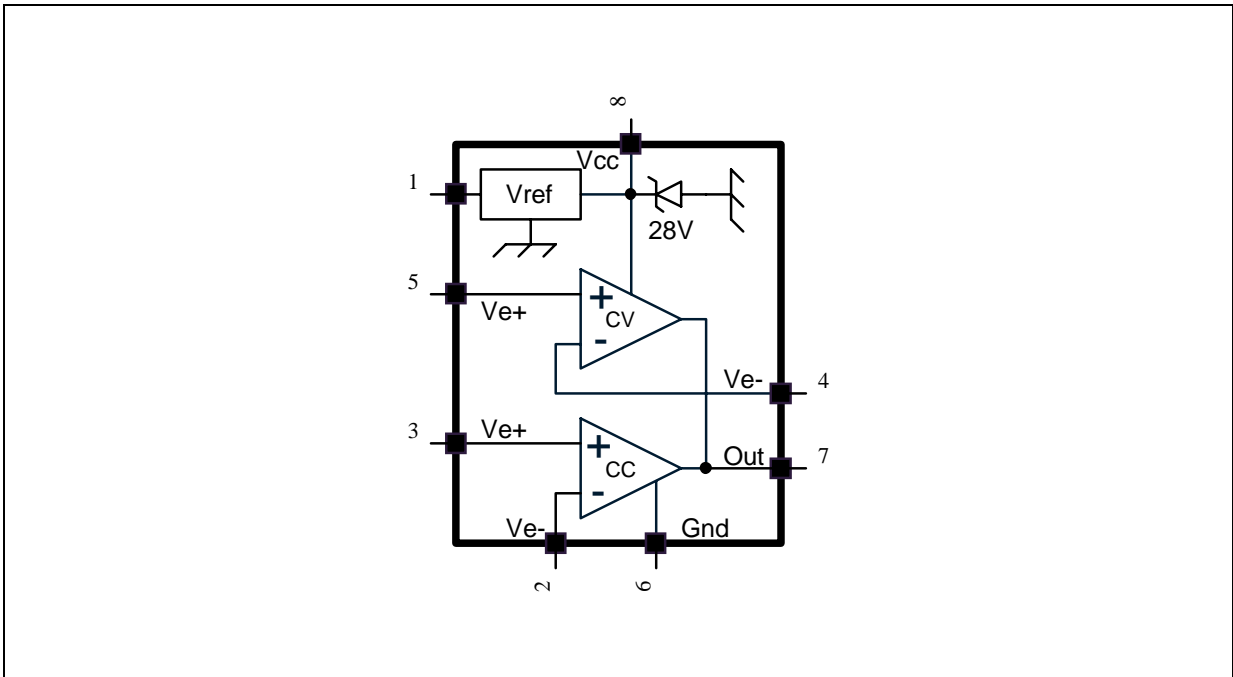 8
Vcc
1
Vref
28V
5
Ve+
+
CV
-
Ve-
4
3
Ve+
+
CC
-
Out
7
Ve-
Gnd
2
6